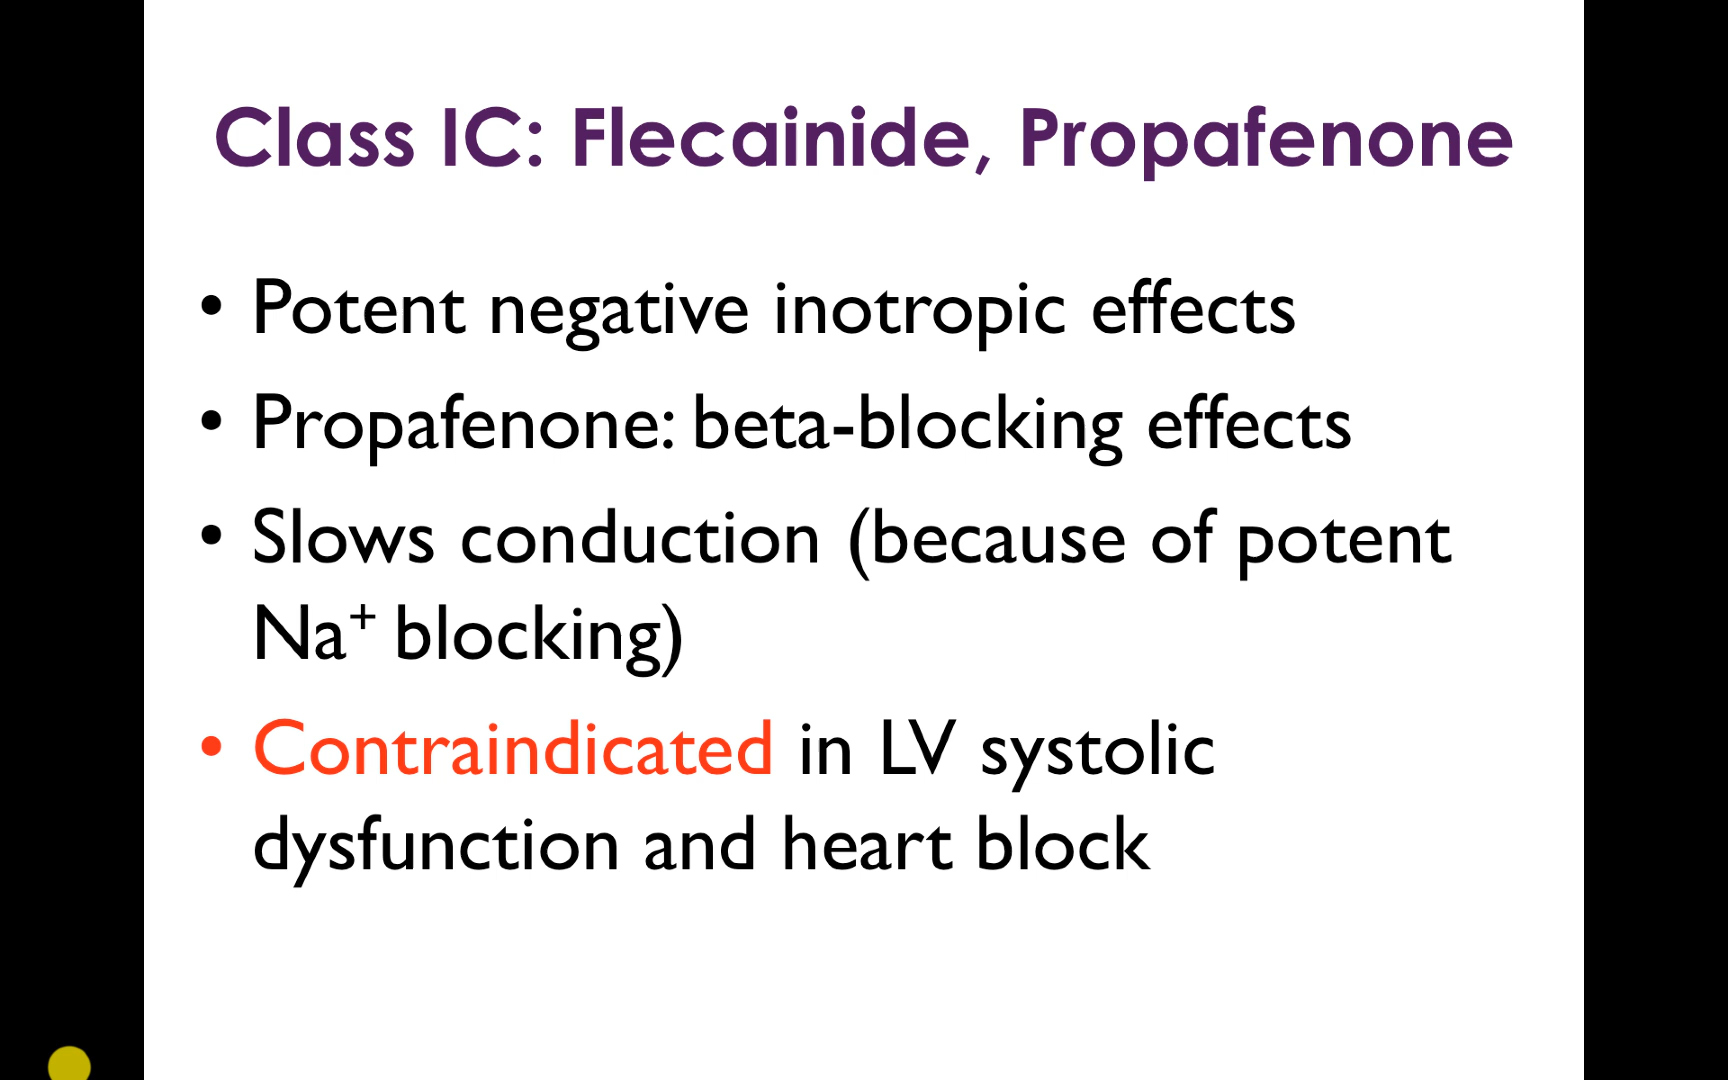 Class IC: Flecainide, Propafenone
• Potent negative inotropic effects
• Propafenone: beta-blocking effects
• Slows conduction (because of potent
Na⁺ blocking)
• Contraindicated in LV systolic
dysfunction and heart block